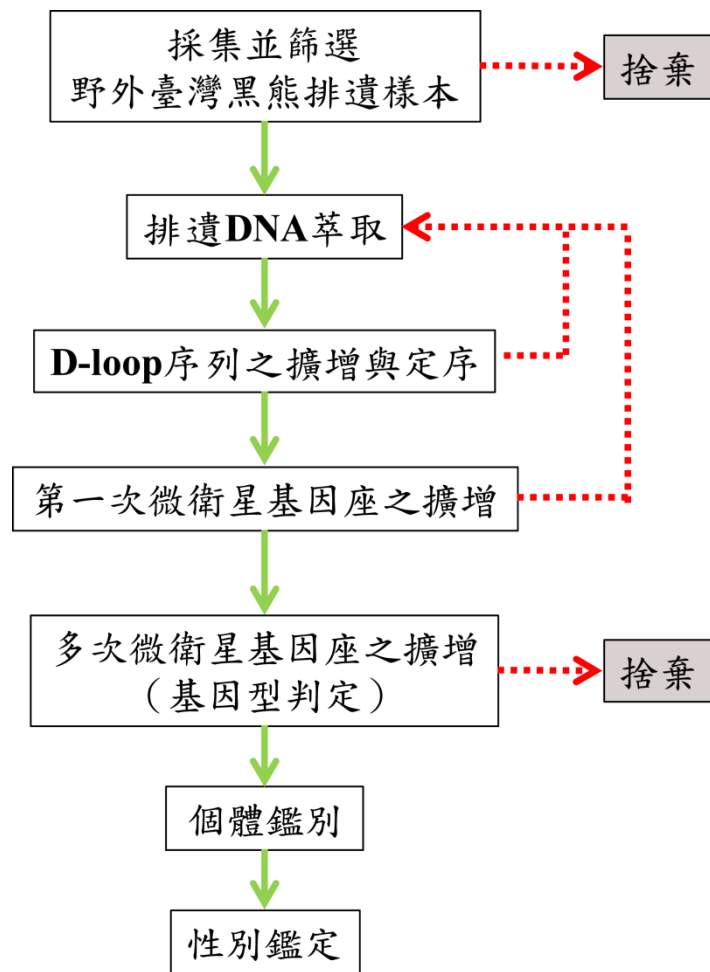 採集並篩選
野外臺灣黑熊排遺樣本
捨棄
排遺DNA萃取
D-loop序列之擴增與定序
第一次微衛星基因座之擴增
多次微衛星基因座之擴增
（基因型判定）
捨棄
個體鑑別
性別鑑定